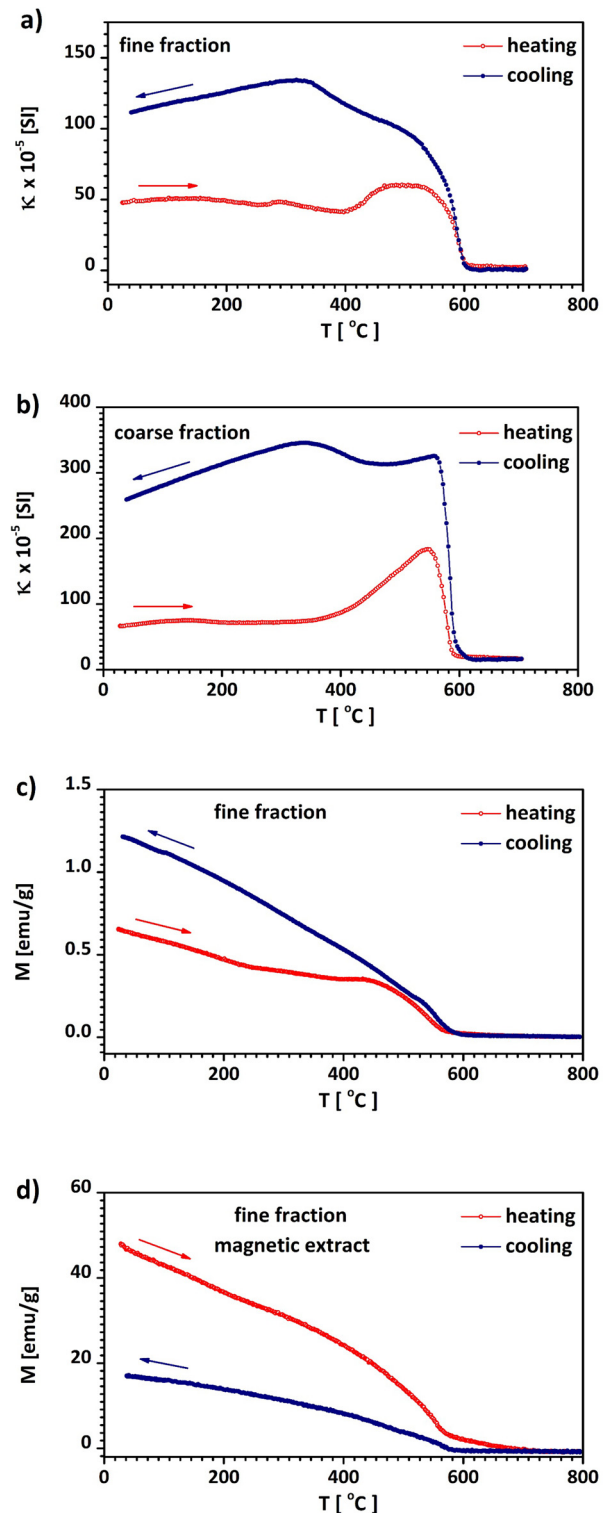 a)
fine fraction
heating
cooling
150
100
50
0
κ x 10⁻⁵ [SI]
0 200 400 600 800
T [ °C ]
b)
coarse fraction
heating
cooling
400
300
200
100
0
κ x 10⁻⁵ [SI]
0 200 400 600 800
T [ °C ]
c)
fine fraction
heating
cooling
1.5
1.0
0.5
0.0
M [emu/g]
0 200 400 600 800
T [ °C ]
d)
fine fraction
magnetic extract
heating
cooling
60
40
20
0
M [emu/g]
0 200 400 600 800
T [ °C ]